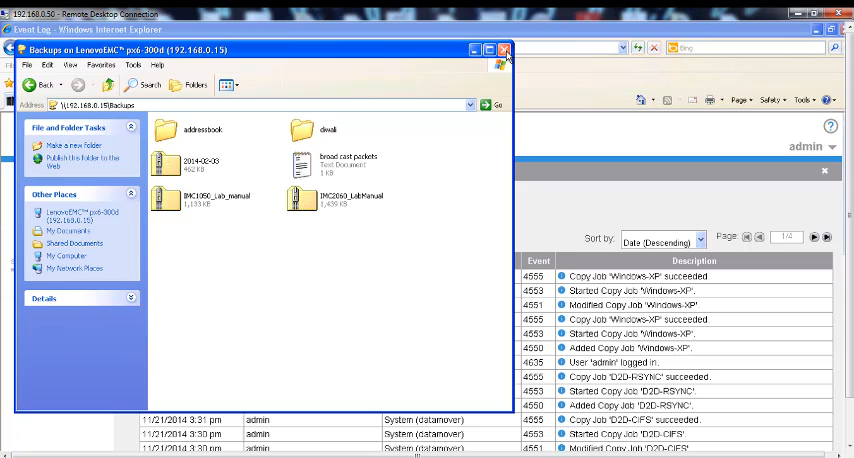 192.168.0.50 - Remote Desktop Connection
Event Log - Windows Internet Explorer
Backups on LenovoEMC™ px6-300d (192.168.0.15)
File Edit View Favorites Tools Help
Back Search Folders
Address \\192.168.0.15\Backups Go
Bing
Page Safety Tools
admin
File and Folder Tasks
Make a new folder
Publish this folder to the
Web
Other Places
LenovoEMC™ px6-300d
(192.168.0.15)
My Documents
Shared Documents
My Computer
My Network Places
Details
addressbook
diwali
2014-02-03
462 KB
broad cast packets
Text Document
1 KB
IMC1050_Lab_manual
1,133 KB
IMC2060_LabManual
1,439 KB
Sort by: Date (Descending) Page: 1/4
Event Description
4555 Copy Job 'Windows-XP' succeeded.
4553 Started Copy Job 'Windows-XP'.
4551 Modified Copy Job 'Windows-XP'
4555 Copy Job 'Windows-XP' succeeded.
4553 Started Copy Job 'Windows-XP'.
4550 Added Copy Job 'Windows-XP'.
4635 User 'admin' logged in.
4555 Copy Job 'D2D-RSYNC' succeeded.
4553 Started Copy Job 'D2D-RSYNC'.
4550 Added Copy Job 'D2D-RSYNC'.
11/21/2014 3:31 pm admin System (datamover) 4555 Copy Job 'D2D-CIFS' succeeded.
11/21/2014 3:30 pm admin System (datamover) 4553 Started Copy Job 'D2D-CIFS'.
11/21/2014 3:30 pm admin System (datamover) 4551 Modified Copy Job 'D2D-CIFS'